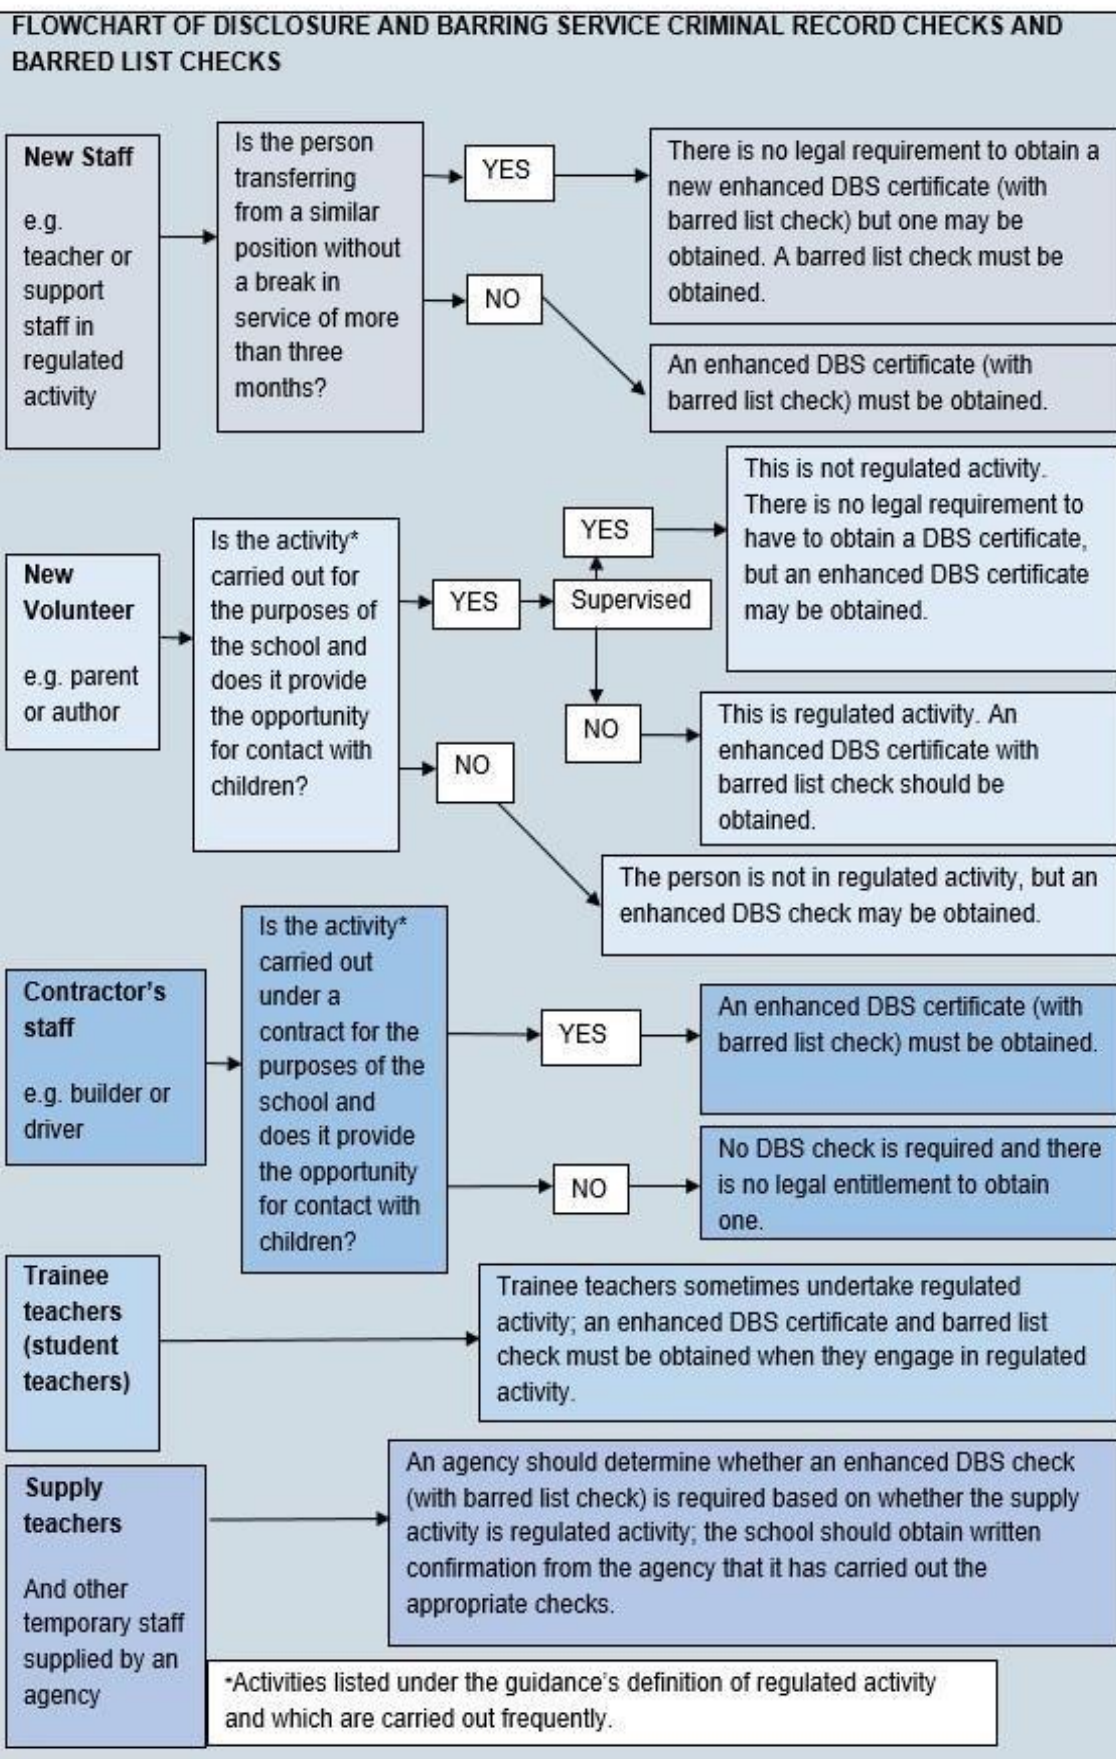 FLOWCHART OF DISCLOSURE AND BARRING SERVICE CRIMINAL RECORD CHECKS AND
BARRED LIST CHECKS
New Staff
e.g.
teacher or
support
staff in
regulated
activity
Is the person
transferring
from a similar
position without
a break in
service of more
than three
months?
YES
There is no legal requirement to obtain a
new enhanced DBS certificate (with
barred list check) but one may be
obtained. A barred list check must be
obtained.
NO
An enhanced DBS certificate (with
barred list check) must be obtained.
New
Volunteer
e.g. parent
or author
Is the activity*
carried out for
the purposes of
the school and
does it provide
the opportunity
for contact with
children?
YES
Supervised
YES
This is not regulated activity.
There is no legal requirement to
have to obtain a DBS certificate,
but an enhanced DBS certificate
may be obtained.
NO
This is regulated activity. An
enhanced DBS certificate with
barred list check should be
obtained.
NO
The person is not in regulated activity, but an
enhanced DBS check may be obtained.
Contractor's
staff
e.g. builder or
driver
Is the activity*
carried out
under a
contract for the
purposes of the
school and
does it provide
the opportunity
for contact with
children?
YES
An enhanced DBS certificate (with
barred list check) must be obtained.
NO
No DBS check is required and there
is no legal entitlement to obtain
one.
Trainee
teachers
(student
teachers)
Trainee teachers sometimes undertake regulated
activity; an enhanced DBS certificate and barred list
check must be obtained when they engage in regulated
activity.
Supply
teachers
And other
temporary staff
supplied by an
agency
An agency should determine whether an enhanced DBS check
(with barred list check) is required based on whether the supply
activity is regulated activity; the school should obtain written
confirmation from the agency that it has carried out the
appropriate checks.
*Activities listed under the guidance's definition of regulated activity
and which are carried out frequently.